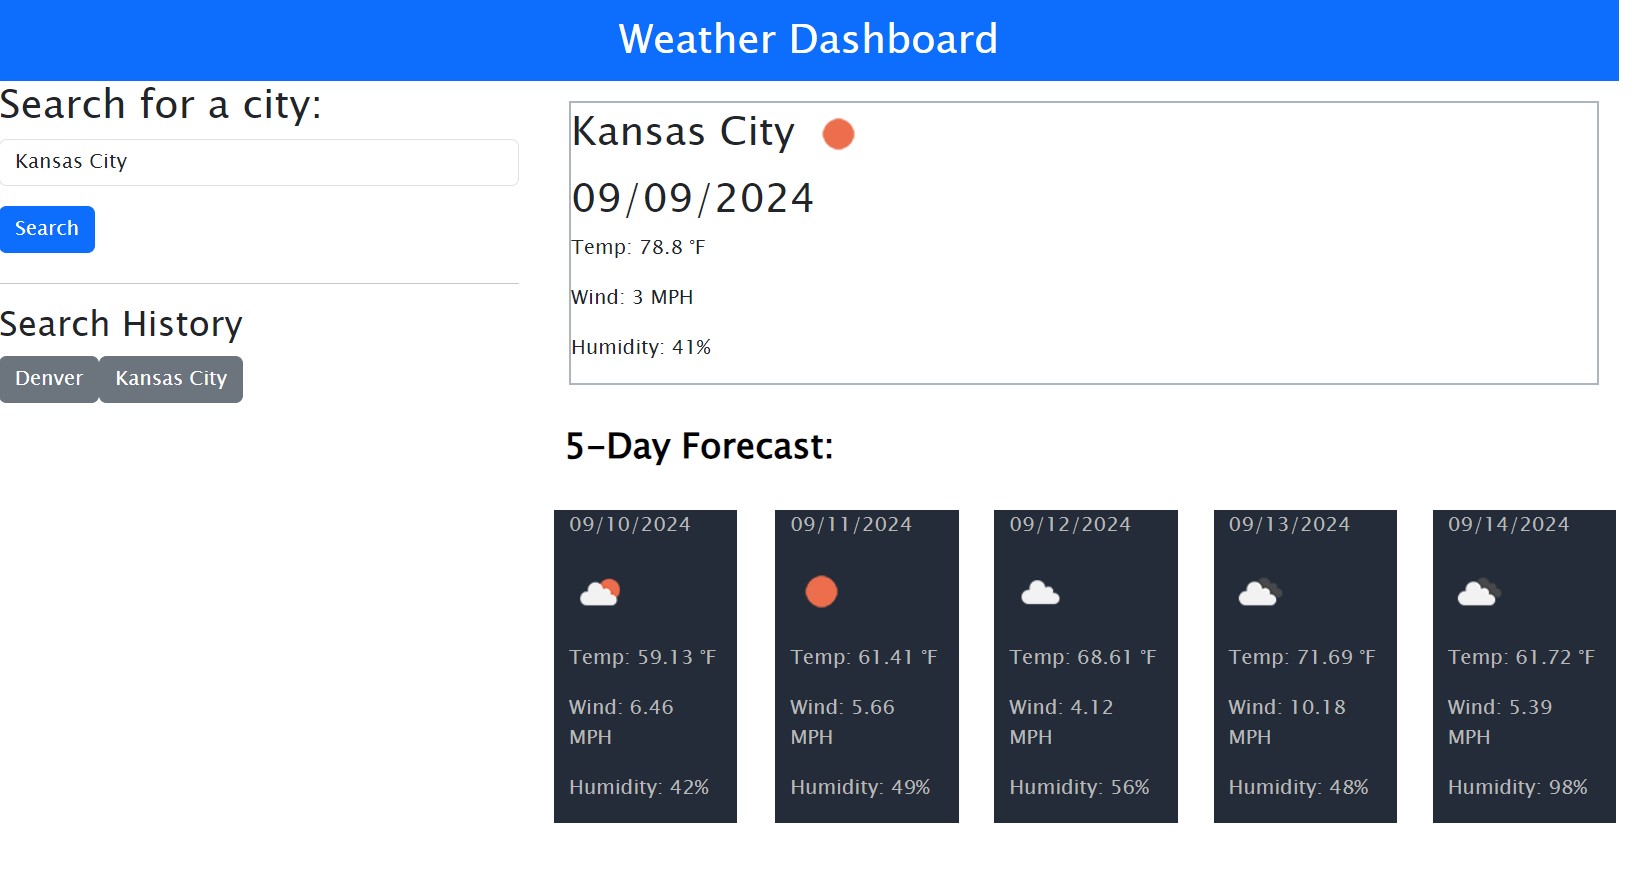 Weather Dashboard
Search for a city:
Kansas City
Search
Search History
Denver
Kansas City
Kansas City
09/09/2024
Temp: 78.8 °F
Wind: 3 MPH
Humidity: 41%
5-Day Forecast:
09/10/2024
Temp: 59.13 °F
Wind: 6.46
MPH
Humidity: 42%
09/11/2024
Temp: 61.41 °F
Wind: 5.66
MPH
Humidity: 49%
09/12/2024
Temp: 68.61 °F
Wind: 4.12
MPH
Humidity: 56%
09/13/2024
Temp: 71.69 °F
Wind: 10.18
MPH
Humidity: 48%
09/14/2024
Temp: 61.72 °F
Wind: 5.39
MPH
Humidity: 98%